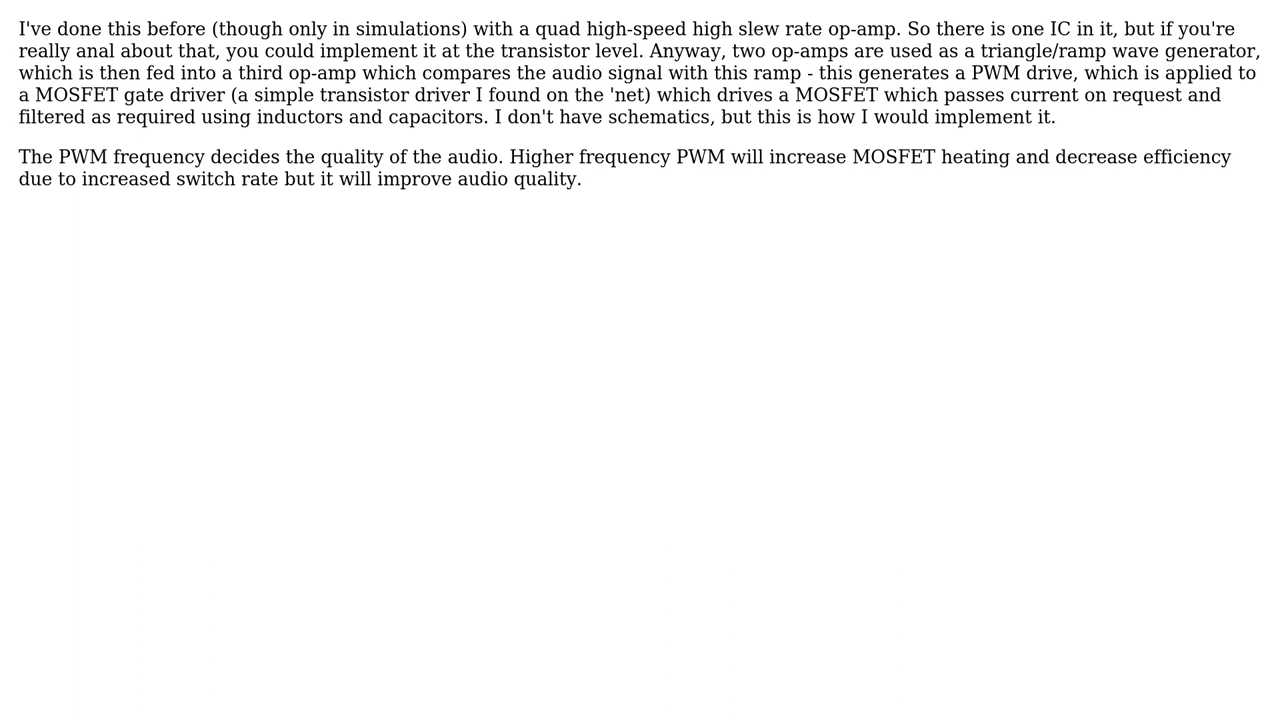 I've done this before (though only in simulations) with a quad high-speed high slew rate op-amp. So there is one IC in it, but if you're
really anal about that, you could implement it at the transistor level. Anyway, two op-amps are used as a triangle/ramp wave generator,
which is then fed into a third op-amp which compares the audio signal with this ramp - this generates a PWM drive, which is applied to
a MOSFET gate driver (a simple transistor driver I found on the 'net) which drives a MOSFET which passes current on request and
filtered as required using inductors and capacitors. I don't have schematics, but this is how I would implement it.
The PWM frequency decides the quality of the audio. Higher frequency PWM will increase MOSFET heating and decrease efficiency
due to increased switch rate but it will improve audio quality.